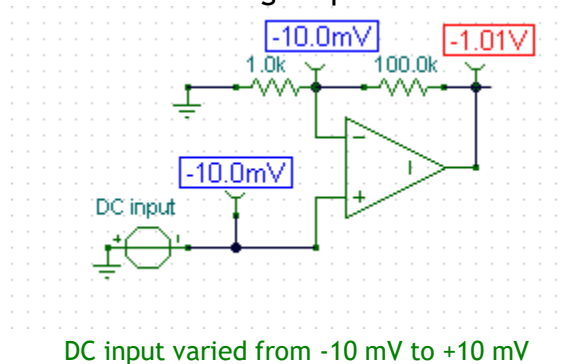 -10.0mV
-1.01V
1.0k
100.0k
-10.0mV
DC input
DC input varied from -10 mV to +10 mV